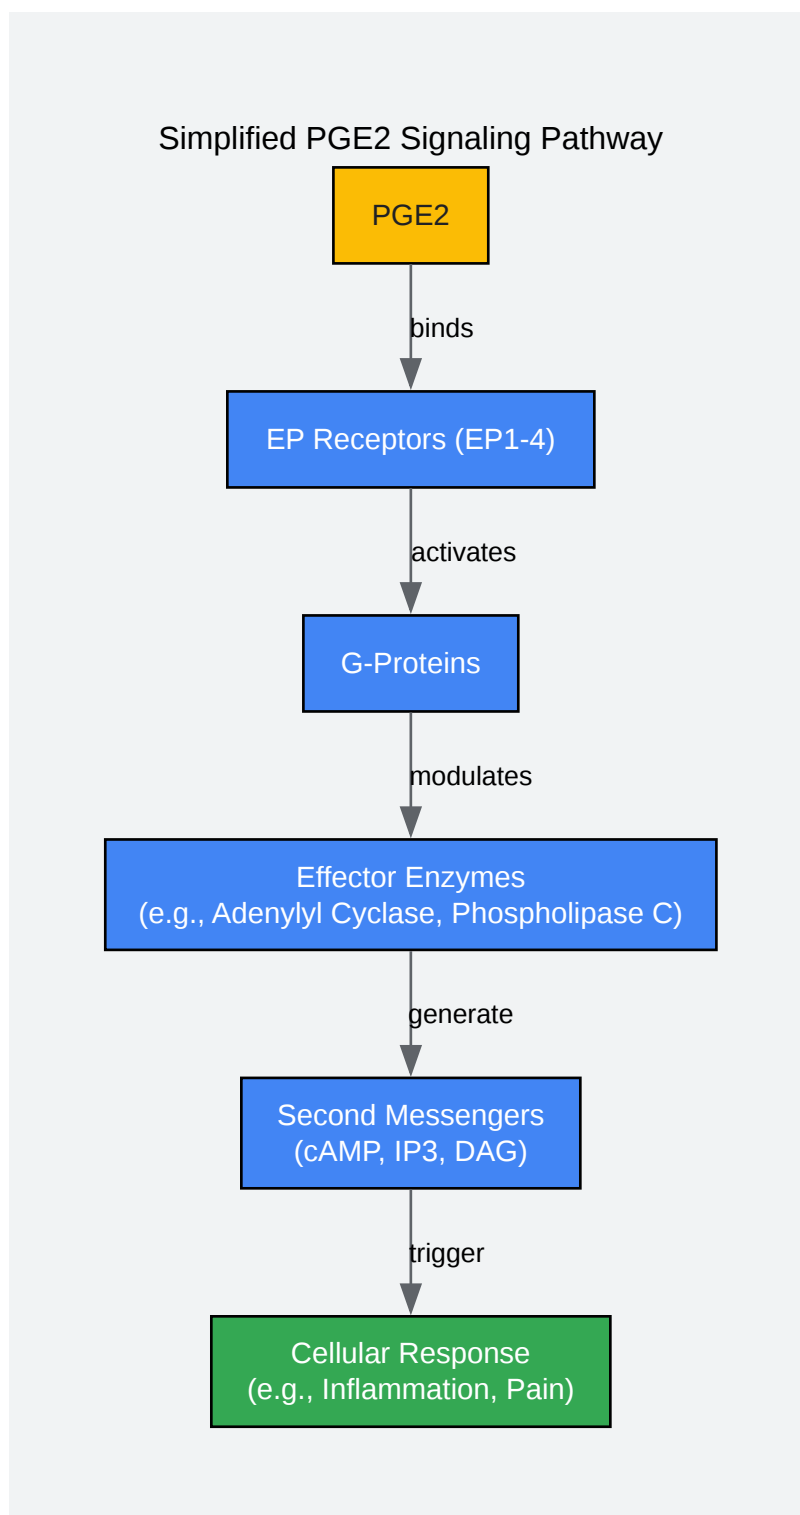 Simplified PGE2 Signaling Pathway
PGE2
binds
EP Receptors (EP1-4)
activates
G-Proteins
modulates
Effector Enzymes
(e.g., Adenylyl Cyclase, Phospholipase C)
generate
Second Messengers
(cAMP, IP3, DAG)
trigger
Cellular Response
(e.g., Inflammation, Pain)